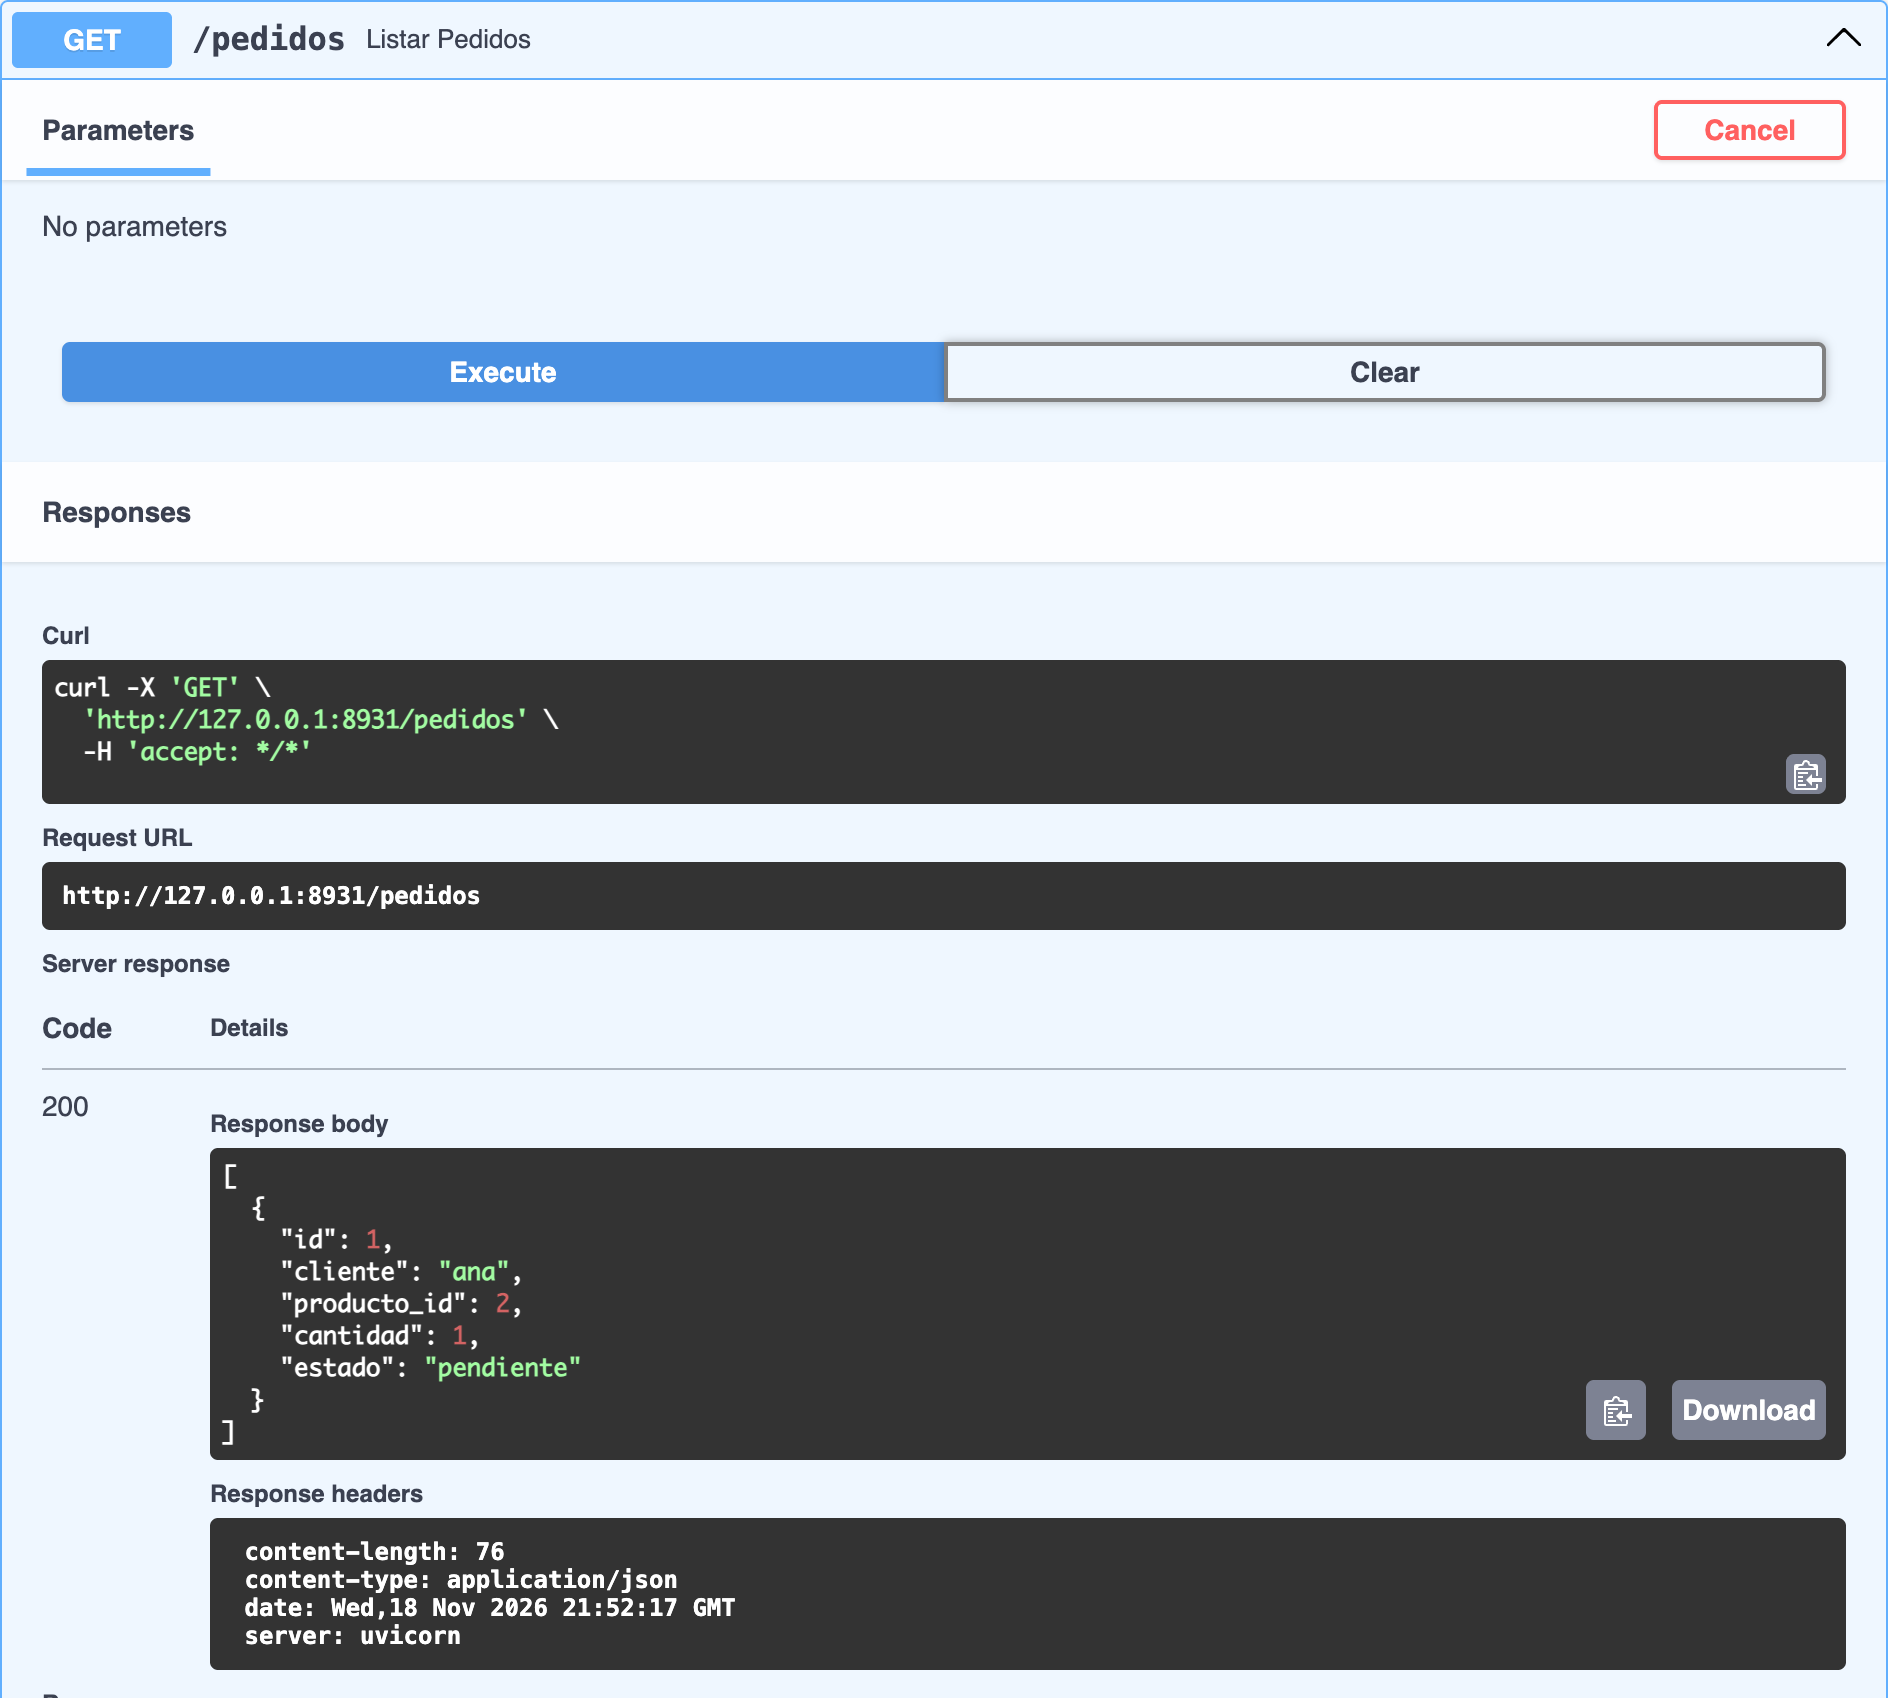 GET /pedidos Listar Pedidos
Parameters
Cancel
No parameters
Execute
Clear
Responses
Curl
curl -X 'GET' \
  'http://127.0.0.1:8931/pedidos' \
  -H 'accept: */*'
Request URL
http://127.0.0.1:8931/pedidos
Server response
Code Details
200
Response body
[
  {
    "id": 1,
    "cliente": "ana",
    "producto_id": 2,
    "cantidad": 1,
    "estado": "pendiente"
  }
]
Download
Response headers
content-length: 76
content-type: application/json
date: Wed,18 Nov 2026 21:52:17 GMT
server: uvicorn